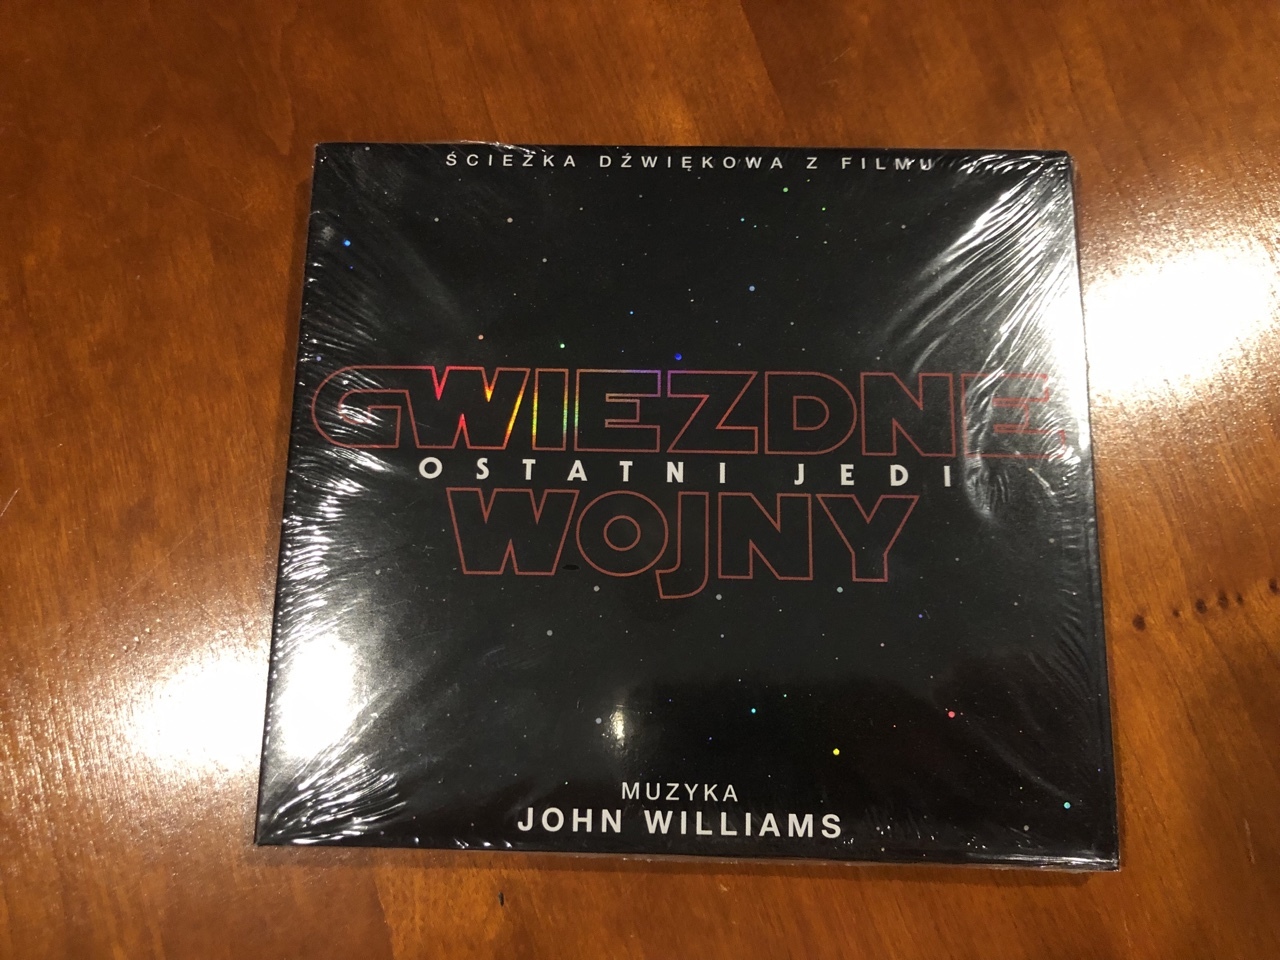 ŚCIEŻKA DŹWIĘKOWA Z FILMU
GWIEZDNE
OSTATNI JEDI
WOJNY
MUZYKA
JOHN WILLIAMS